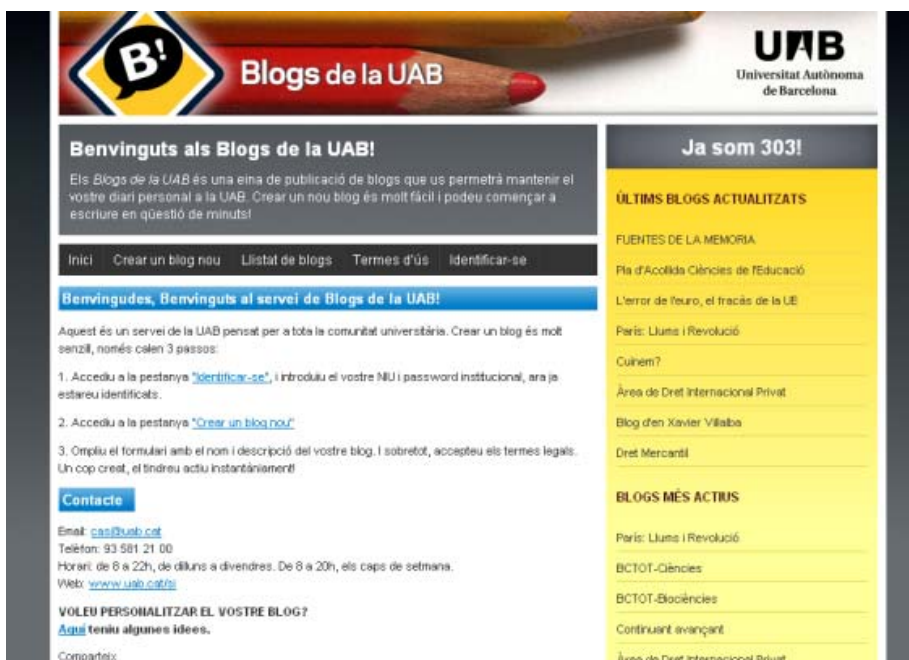 B!
Blogs de la UAB
UAB
Universitat Autònoma
de Barcelona
Benvinguts als Blogs de la UAB!
Els Blogs de la UAB és una eina de publicació de blogs que us permetrà mantenir el
vostre diari personal a la UAB. Crear un nou blog és molt fàcil i podeu començar a
escriure en qüestió de minuts!
Inici Crear un blog nou Llistat de blogs Termes d'ús Identificar-se
Benvingudes, Benvinguts al servei de Blogs de la UAB!
Aquest és un servei de la UAB pensat per a tota la comunitat universitària. Crear un blog és molt
senzill, només calen 3 passos:
1. Accediu a la pestanya "Identificar-se", i introduïu el vostre NIU i password institucional, ara ja
estareu identificats.
2. Accediu a la pestanya "Crear un blog nou"
3. Ompliu el formulari amb el nom i descripció del vostre blog. I sobretot, accepteu els termes legals.
Un cop creat, el tindreu actiu instantàniament!
Contacte
Email: cas@uab.cat
Telèfon: 93 581 21 00
Horari: de 8 a 22h, de dilluns a divendres. De 8 a 20h, els caps de setmana.
Web: www.uab.cat/si
VOLEU PERSONALITZAR EL VOSTRE BLOG?
Aquí teniu algunes idees.
Comparteix
Ja som 303!
ÚLTIMS BLOGS ACTUALITZATS
FUENTES DE LA MEMORIA
Pla d'Acollida Ciències de l'Educació
L'error de l'euro, el fracàs de la UE
París: Llums i Revolució
Cuinem?
Àrea de Dret Internacional Privat
Blog d'en Xavier Villalba
Dret Mercantil
BLOGS MÉS ACTIUS
París: Llums i Revolució
BCTOT-Ciències
BCTOT-Biociències
Continuant avançant
Àrea de Dret Internacional Privat